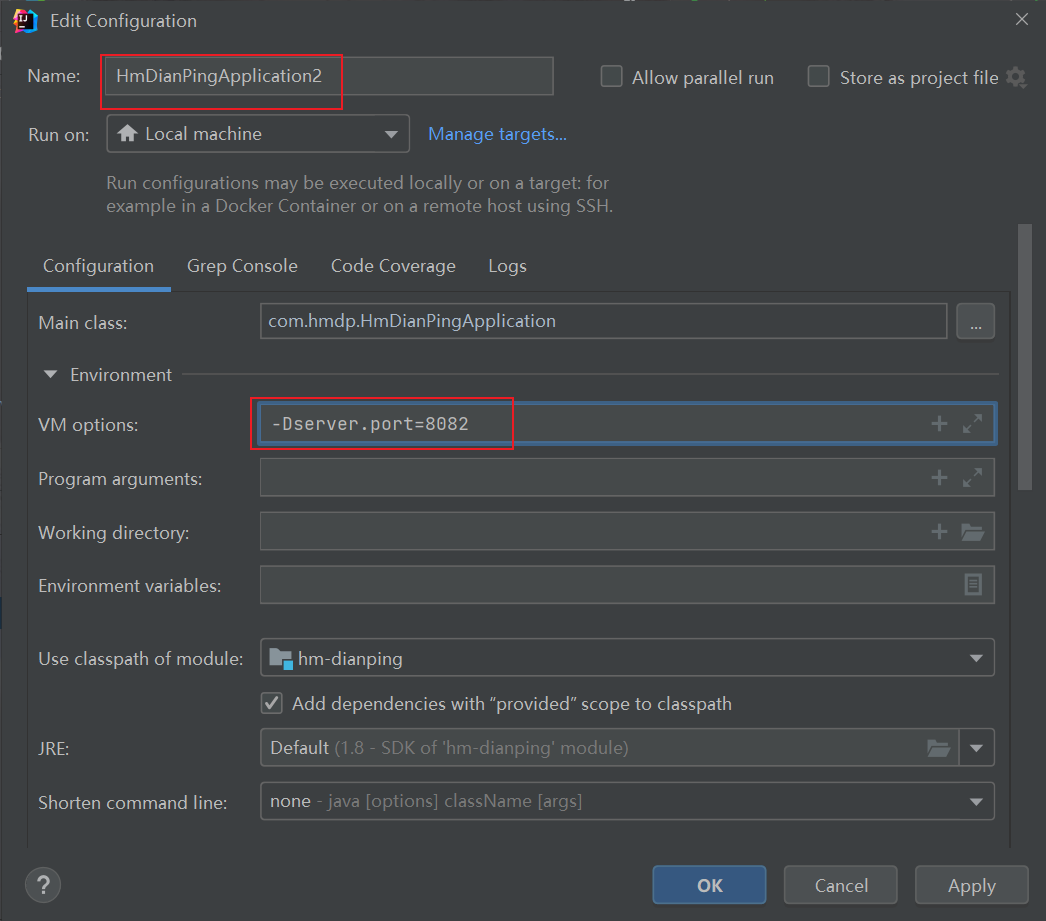 Edit Configuration
Name: HmDianPingApplication2 Allow parallel run Store as project file
Run on: Local machine Manage targets...
Run configurations may be executed locally or on a target: for
example in a Docker Container or on a remote host using SSH.
Configuration Grep Console Code Coverage Logs
Main class: com.hmdp.HmDianPingApplication ...
Environment
VM options: -Dserver.port=8082
Program arguments:
Working directory:
Environment variables:
Use classpath of module: hm-dianping
Add dependencies with “provided” scope to classpath
JRE: Default (1.8 - SDK of 'hm-dianping' module)
Shorten command line: none - java [options] className [args]
? OK Cancel Apply